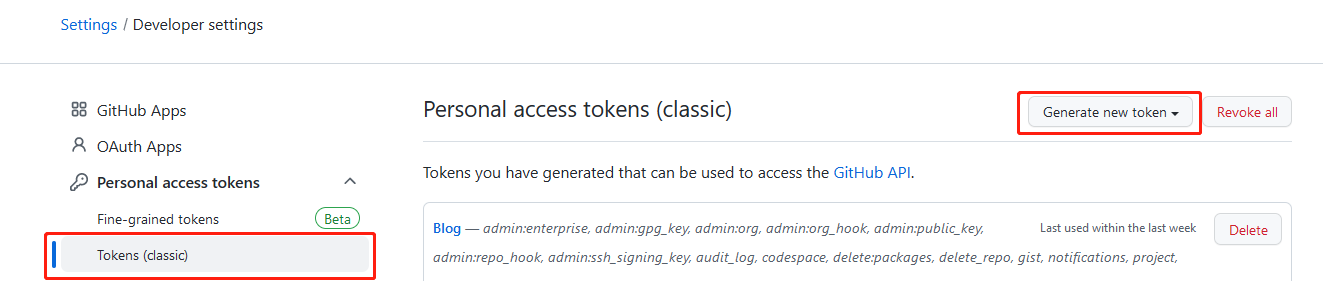 Settings / Developer settings
GitHub Apps
OAuth Apps
Personal access tokens
Fine-grained tokens Beta
Tokens (classic)
Personal access tokens (classic)
Generate new token
Revoke all
Tokens you have generated that can be used to access the GitHub API.
Blog — admin:enterprise, admin:gpg_key, admin:org, admin:org_hook, admin:public_key,
admin:repo_hook, admin:ssh_signing_key, audit_log, codespace, delete:packages, delete_repo, gist, notifications, project,
Last used within the last week
Delete